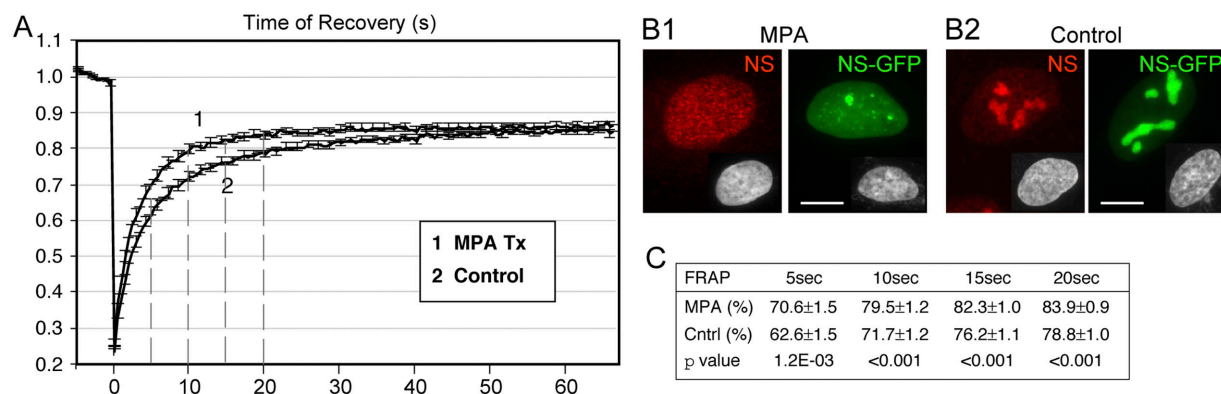 A
Time of Recovery (s)
1.1
1.0
0.9
0.8
0.7
0.6
0.5
0.4
0.3
0.2
0
10
20
30
40
50
60
1
2
1 MPA Tx
2 Control
B1
MPA
NS
NS-GFP
B2
Control
NS
NS-GFP
C
FRAP 5sec 10sec 15sec 20sec
MPA (%) 70.6±1.5 79.5±1.2 82.3±1.0 83.9±0.9
Cntrl (%) 62.6±1.5 71.7±1.2 76.2±1.1 78.8±1.0
p value 1.2E-03 <0.001 <0.001 <0.001